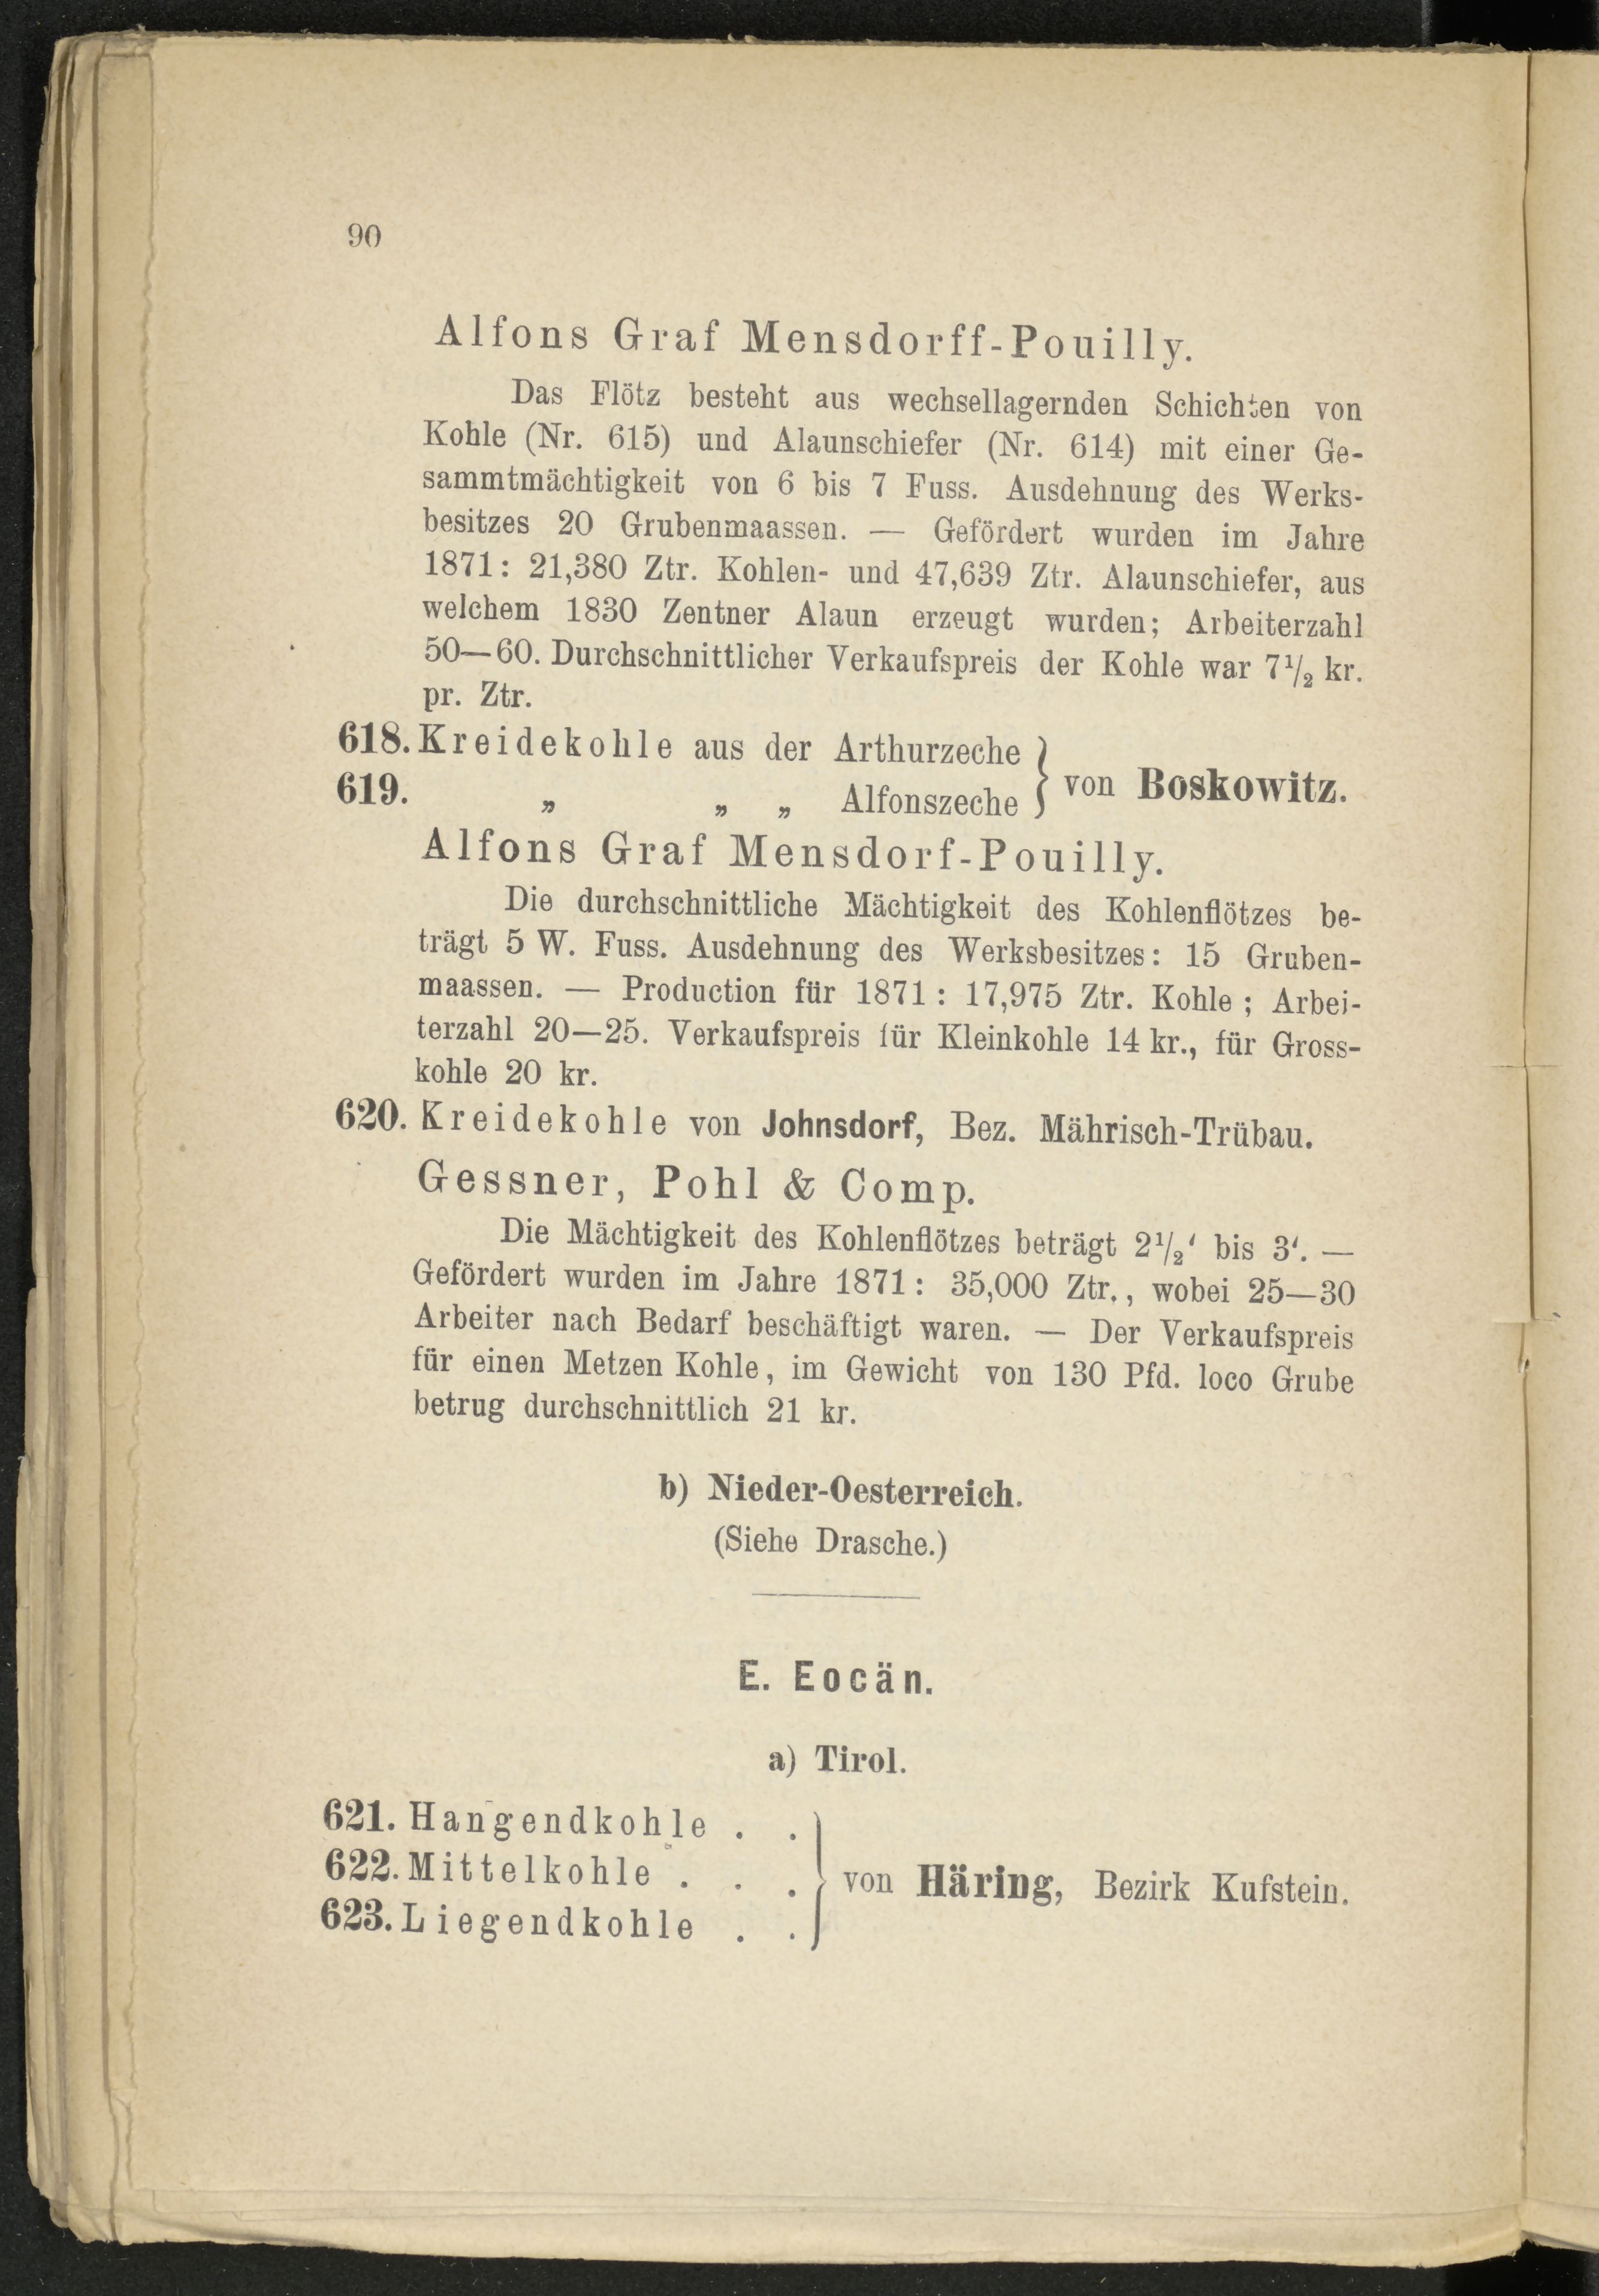 90
Alfons Graf Mensdorff-Pouilly.
Das Flötz besteht aus wechsellagernden Schichten von
Kohle (Nr. 615) und Alaunschiefer (Nr. 614) mit einer Ge-
sammtmächtigkeit von 6 bis 7 Fuss. Ausdehnung des Werks-
besitzes 20 Grubenmaassen. — Gefördert wurden im Jahre
1871: 21,380 Ztr. Kohlen- und 47,639 Ztr. Alaunschiefer, aus
welchem 1830 Zentner Alaun erzeugt wurden; Arbeiterzahl
50—60. Durchschnittlicher Verkaufspreis der Kohle war 7 1/2 kr.
pr. Ztr.
618. Kreidekohle aus der Arthurzeche } von Boskowitz.
619. „ „ „ Alfonszeche
Alfons Graf Mensdorf-Pouilly.
Die durchschnittliche Mächtigkeit des Kohlenflötzes be-
trägt 5 W. Fuss. Ausdehnung des Werksbesitzes: 15 Gruben-
maassen. — Production für 1871: 17,975 Ztr. Kohle; Arbei-
terzahl 20—25. Verkaufspreis für Kleinkohle 14 kr., für Gross-
kohle 20 kr.
620. Kreidekohle von Johnsdorf, Bez. Mährisch-Trübau.
Gessner, Pohl & Comp.
Die Mächtigkeit des Kohlenflötzes beträgt 2 1/2' bis 3'. —
Gefördert wurden im Jahre 1871: 35,000 Ztr., wobei 25—30
Arbeiter nach Bedarf beschäftigt waren. — Der Verkaufspreis
für einen Metzen Kohle, im Gewicht von 130 Pfd. loco Grube
betrug durchschnittlich 21 kr.
b) Nieder-Oesterreich.
(Siehe Drasche.)
E. Eocän.
a) Tirol.
621. Hangendkohle . .
622. Mittelkohle . . . } von Häring, Bezirk Kufstein.
623. Liegendkohle . .